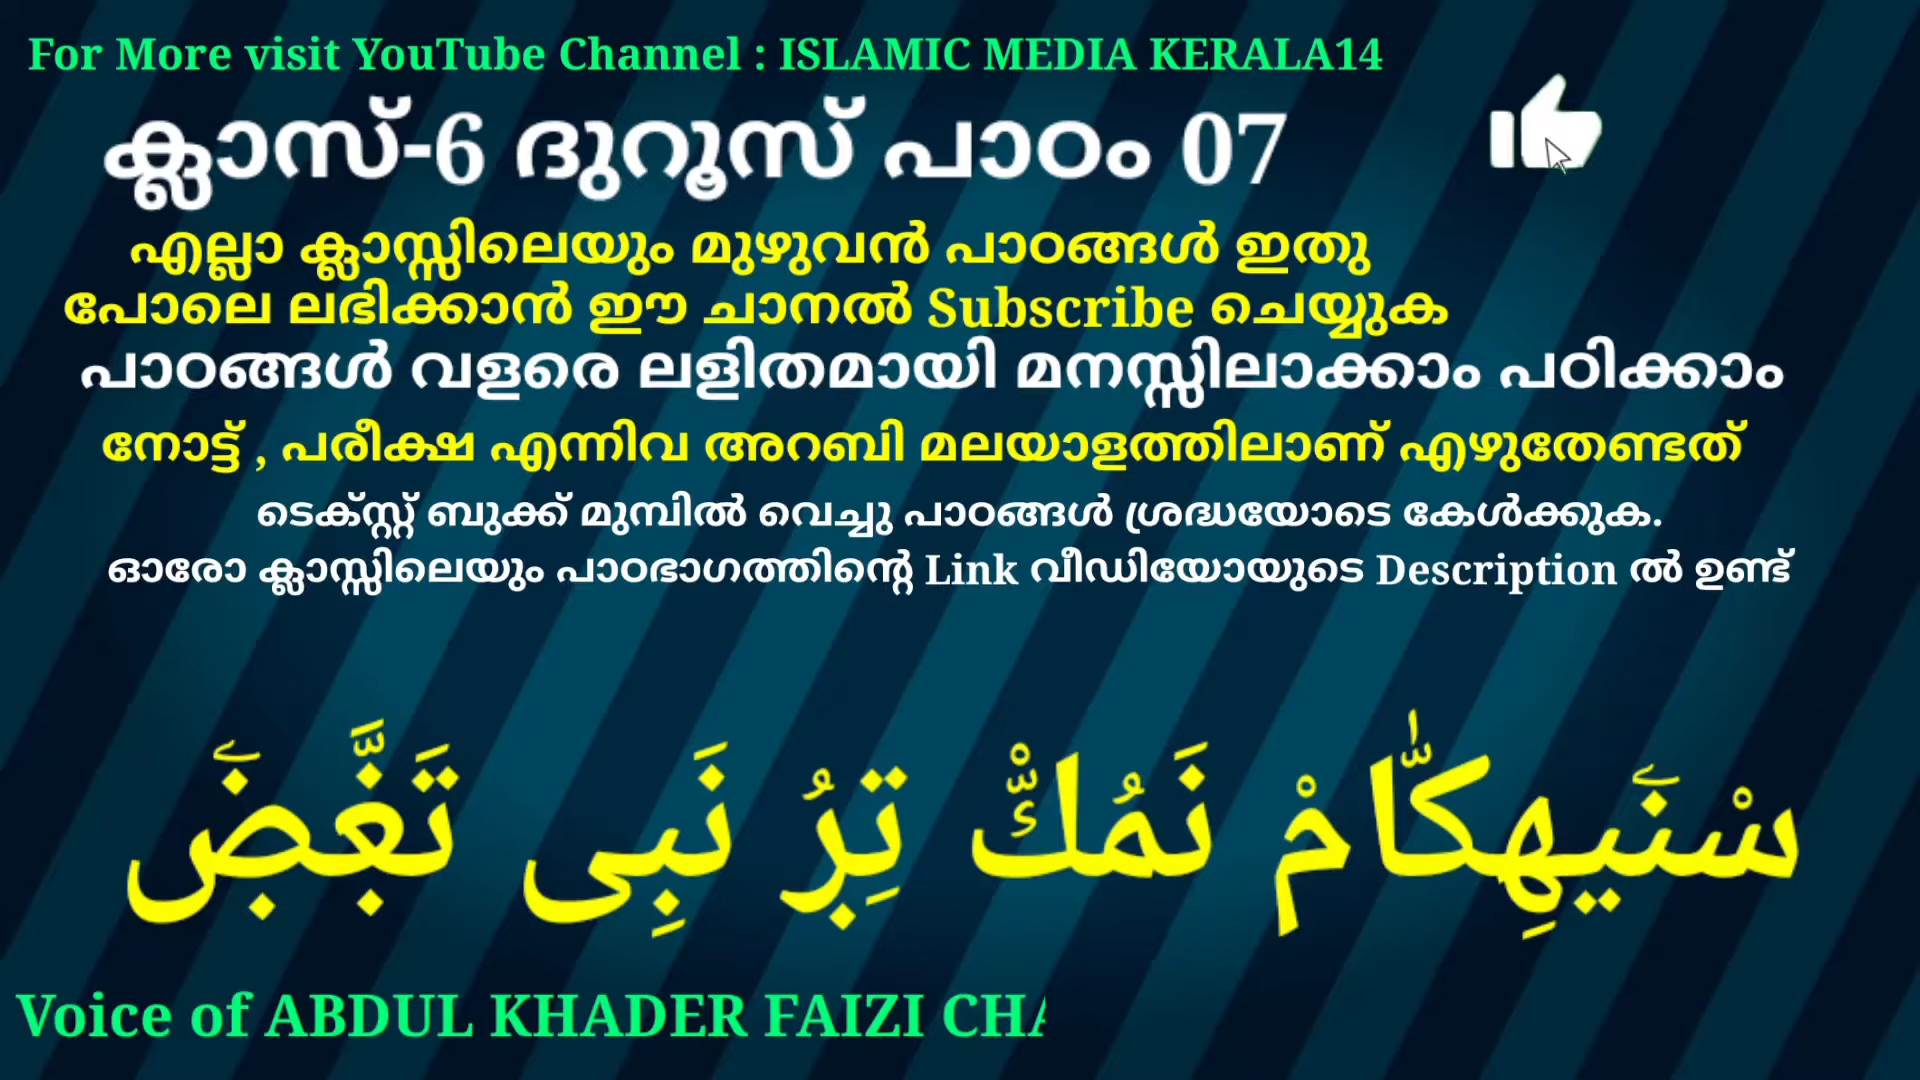 For More visit YouTube Channel : ISLAMIC MEDIA KERALA14
ക്ലാസ്-6 ദുറൂസ് പാഠം 07
എല്ലാ ക്ലാസ്സിലെയും മുഴുവൻ പാഠങ്ങൾ ഇതു
പോലെ ലഭിക്കാൻ ഈ ചാനൽ Subscribe ചെയ്യുക
പാഠങ്ങൾ വളരെ ലളിതമായി മനസ്സിലാക്കാം പഠിക്കാം
നോട്ട് , പരീക്ഷ എന്നിവ അറബി മലയാളത്തിലാണ് എഴുതേണ്ടത്
ടെക്സ്റ്റ് ബുക്ക് മുമ്പിൽ വെച്ചു പാഠങ്ങൾ ശ്രദ്ധയോടെ കേൾക്കുക.
ഓരോ ക്ലാസ്സിലെയും പാഠഭാഗത്തിന്റെ Link വീഡിയോയുടെ Description ൽ ഉണ്ട്
Voice of ABDUL KHADER FAIZI CHA